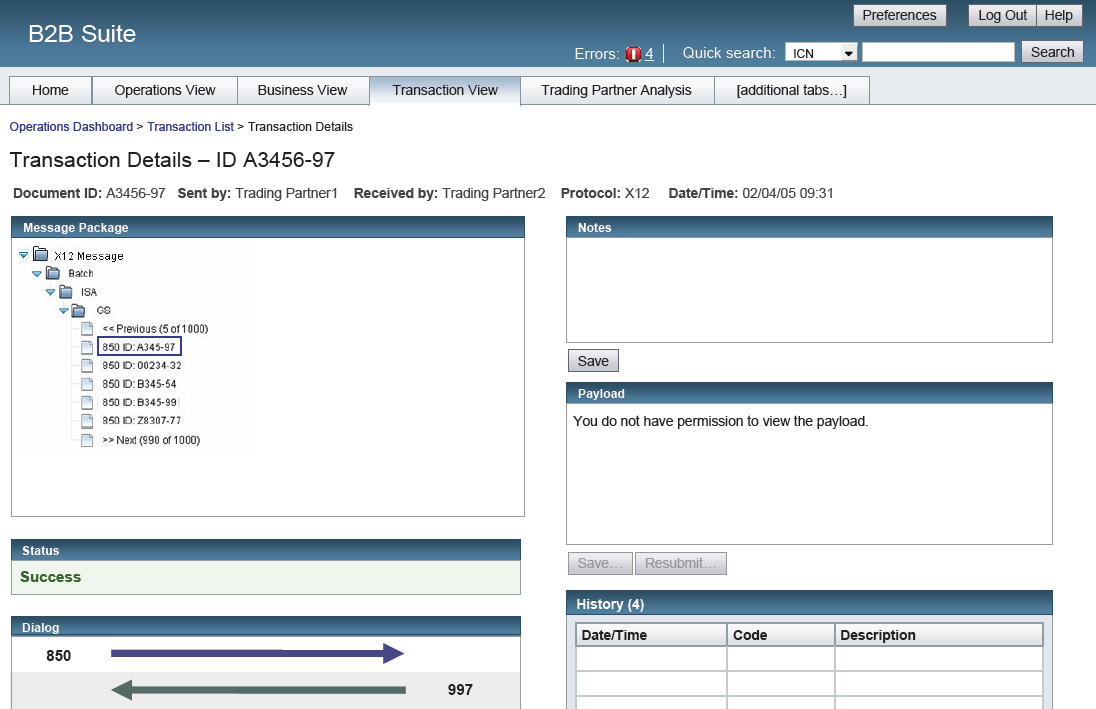 Preferences Log Out Help
B2B Suite
Errors: 4 Quick search: ICN Search
Home Operations View Business View Transaction View Trading Partner Analysis [additional tabs…]
Operations Dashboard > Transaction List > Transaction Details
Transaction Details – ID A3456-97
Document ID: A3456-97 Sent by: Trading Partner1 Received by: Trading Partner2 Protocol: X12 Date/Time: 02/04/05 09:31
Message Package
X12 Message
Batch
ISA
GS
<< Previous (5 of 1000)
850 ID: A345-97
850 ID: 00234-32
850 ID: B345-54
850 ID: B345-99
850 ID: Z8307-77
>> Next (990 of 1000)
Status
Success
Dialog
850
997
Notes
Save
Payload
You do not have permission to view the payload.
Save… Resubmit…
History (4)
Date/Time Code Description